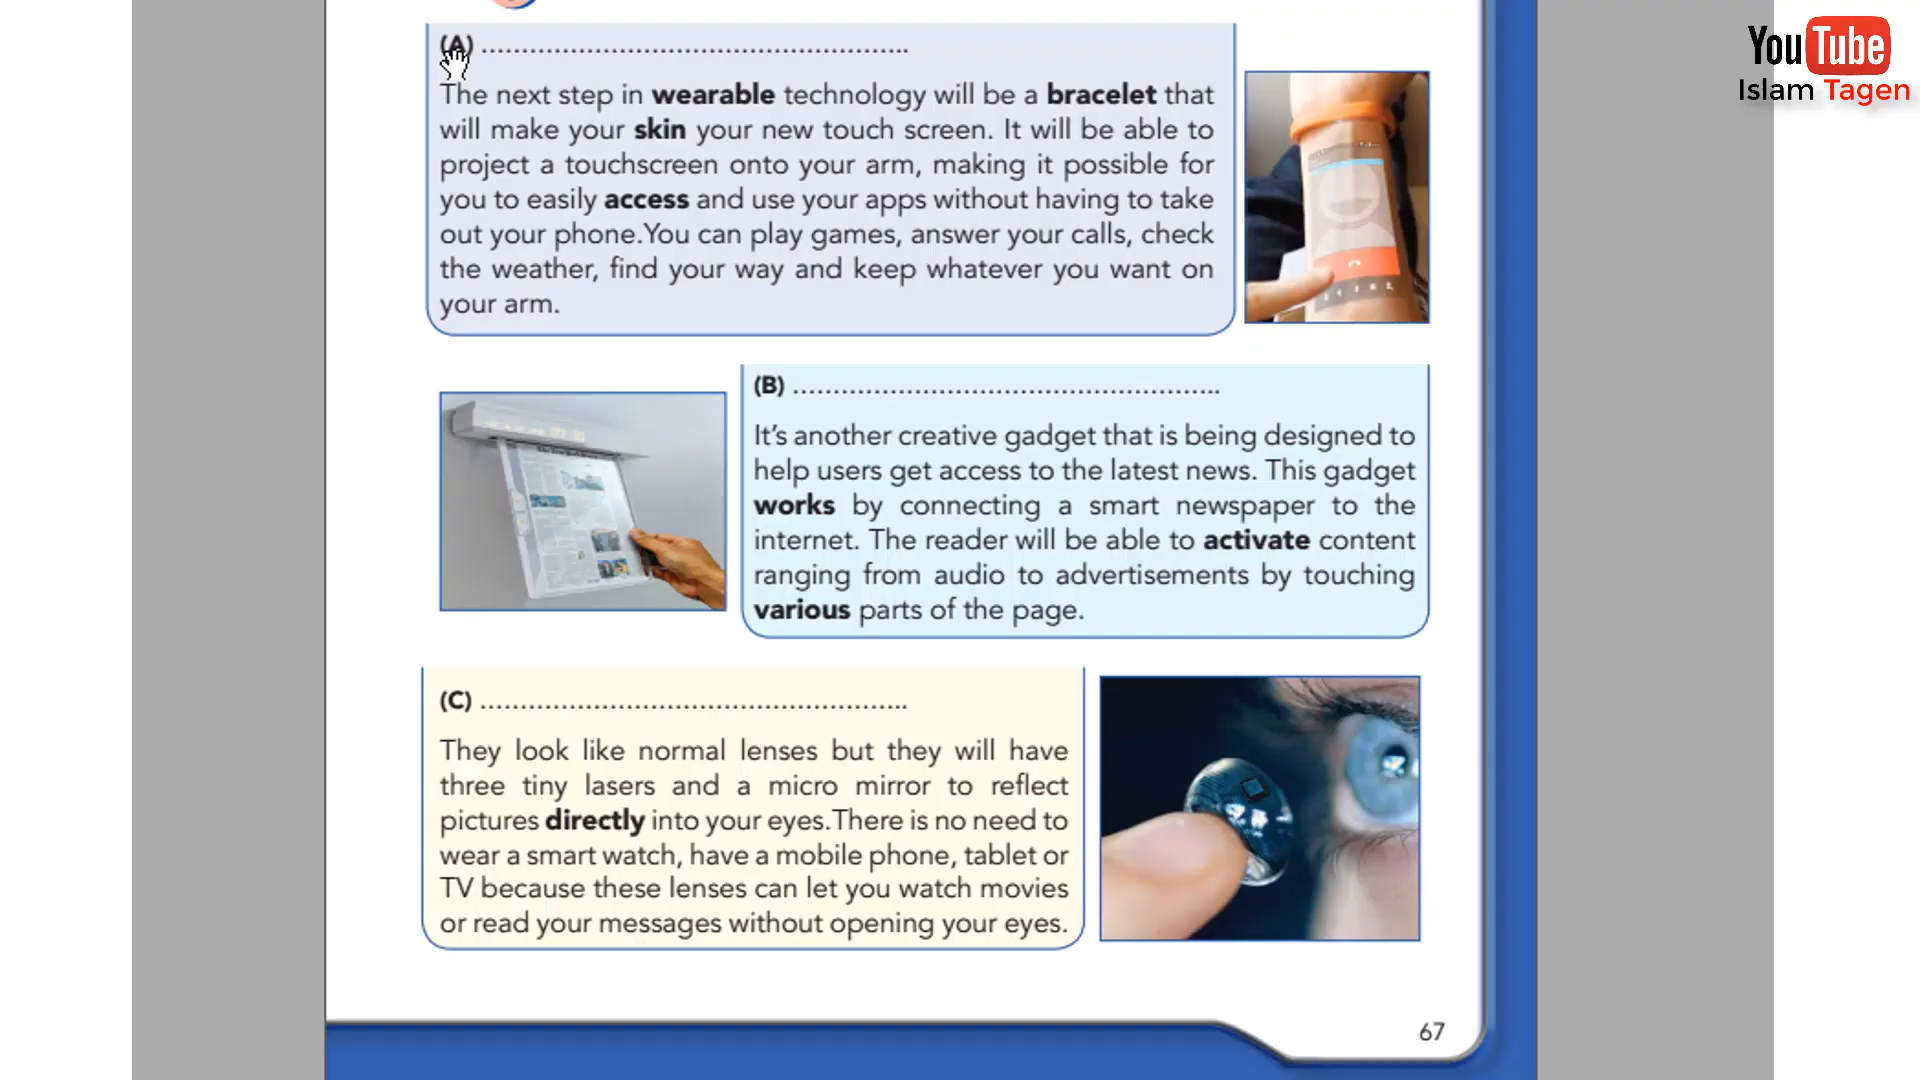 You Tube
Islam Tagen
(A) ....................................................
The next step in wearable technology will be a bracelet that
will make your skin your new touch screen. It will be able to
project a touchscreen onto your arm, making it possible for
you to easily access and use your apps without having to take
out your phone.You can play games, answer your calls, check
the weather, find your way and keep whatever you want on
your arm.
(B) ....................................................
It's another creative gadget that is being designed to
help users get access to the latest news. This gadget
works by connecting a smart newspaper to the
internet. The reader will be able to activate content
ranging from audio to advertisements by touching
various parts of the page.
(C) ....................................................
They look like normal lenses but they will have
three tiny lasers and a micro mirror to reflect
pictures directly into your eyes.There is no need to
wear a smart watch, have a mobile phone, tablet or
TV because these lenses can let you watch movies
or read your messages without opening your eyes.
67